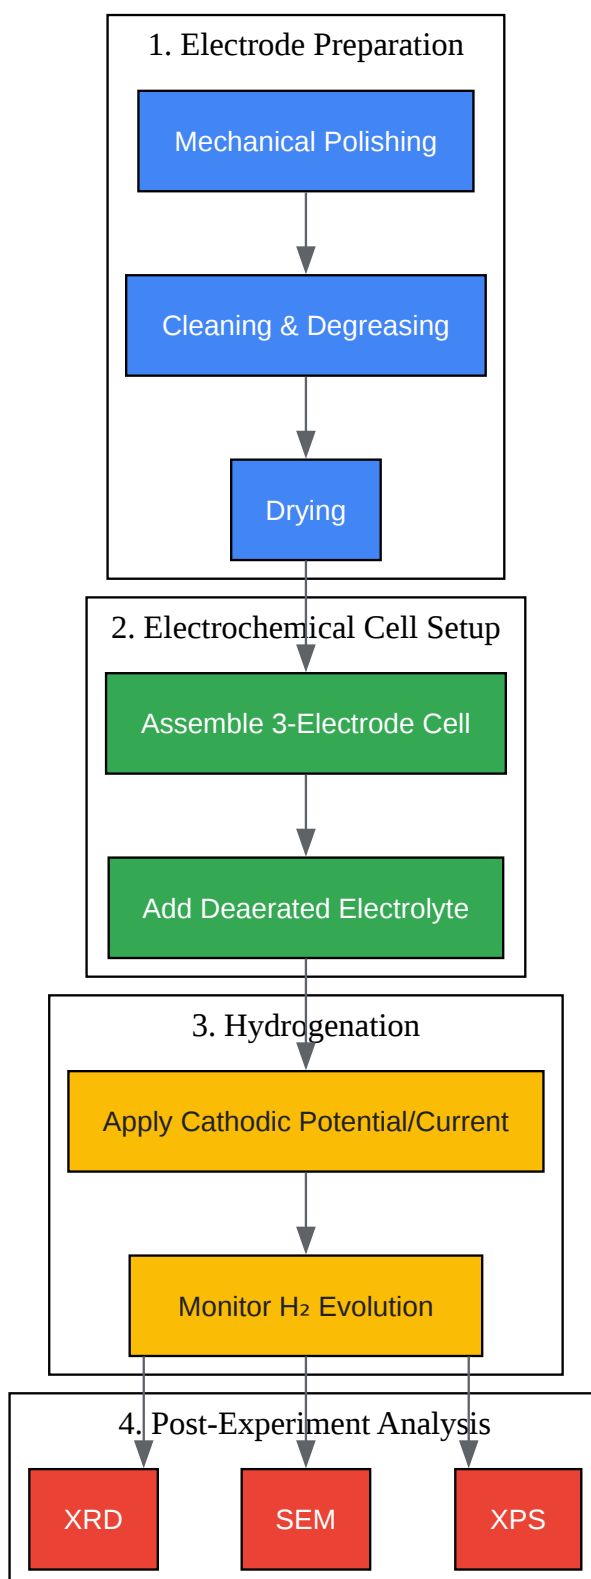 1. Electrode Preparation
Mechanical Polishing
Cleaning & Degreasing
Drying
2. Electrochemical Cell Setup
Assemble 3-Electrode Cell
Add Deaerated Electrolyte
3. Hydrogenation
Apply Cathodic Potential/Current
Monitor H₂ Evolution
4. Post-Experiment Analysis
XRD
SEM
XPS